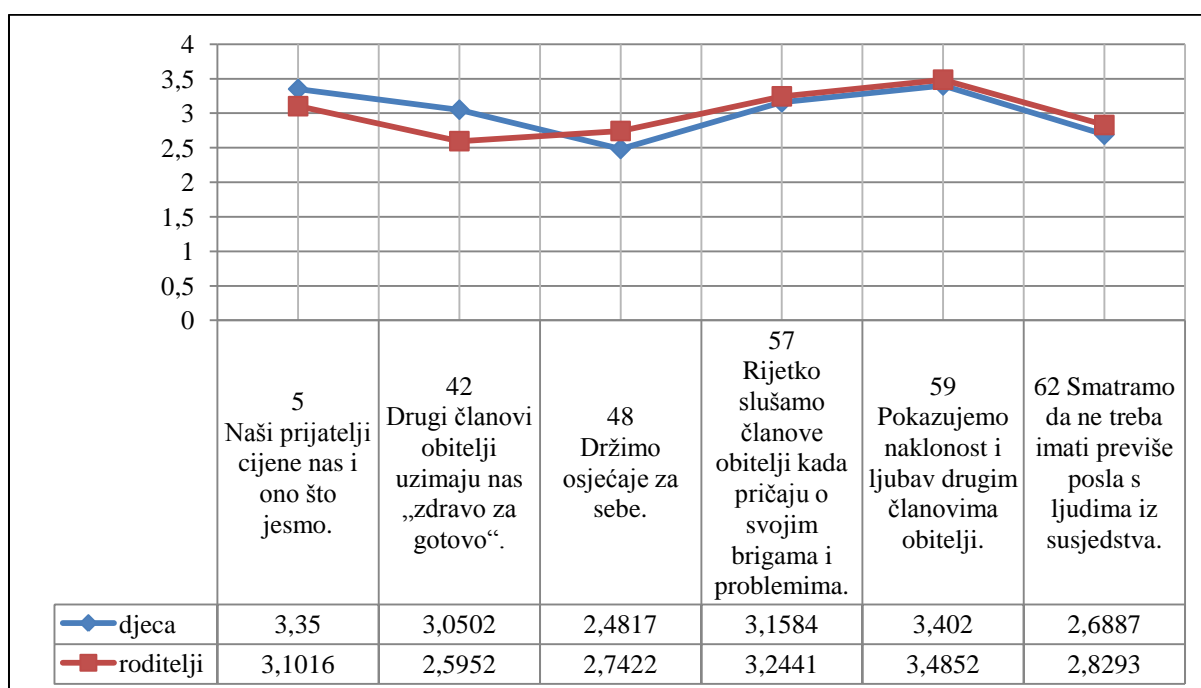 4
3,5
3
2,5
2
1,5
1
0,5
0
5
Naši prijatelji
cijene nas i
ono što
jesmo.
42
Drugi članovi
obitelji
uzimaju nas
„zdravo za
gotovo“.
48
Držimo
osjećaje za
sebe.
57
Rijetko
slušamo
članove
obitelji kada
pričaju o
svojim
brigama i
problemima.
59
Pokazujemo
naklonost i
ljubav drugim
članovima
obitelji.
62 Smatramo
da ne treba
imati previše
posla s
ljudima iz
susjedstva.
djeca 3,35 3,0502 2,4817 3,1584 3,402 2,6887
roditelji 3,1016 2,5952 2,7422 3,2441 3,4852 2,8293